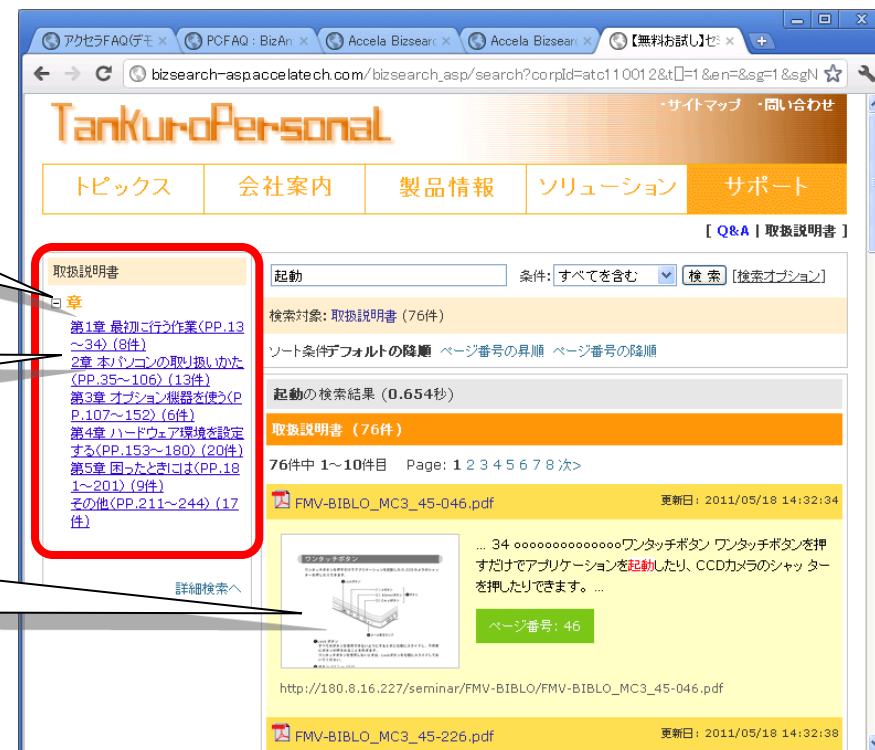 アクセラFAQ(デモ
PCFAQ : BizAn
Accela Bizsearc
Accela Bizsearc
【無料お試し】セ
bizsearch-asp.accelatech.com/bizsearch_asp/search?corpId=atc110012&t[]=1&en=&sg=1&sgN
TankuroPersonal
・サイトマップ ・問い合わせ
トピックス
会社案内
製品情報
ソリューション
サポート
[ Q&A | 取扱説明書 ]
取扱説明書
章
第1章 最初に行う作業(PP.13
～34) (8件)
2章 本パソコンの取り扱いかた
(PP.35～106) (13件)
第3章 オプション機器を使う(P
P.107～152) (6件)
第4章 ハードウェア環境を設定
する(PP.153～180) (20件)
第5章 困ったときには(PP.18
1～201) (9件)
その他(PP.211～244) (17
件)
詳細検索へ
起動
条件: すべてを含む
検 索
[検索オプション]
検索対象: 取扱説明書 (76件)
ソート条件デフォルトの降順 ページ番号の昇順 ページ番号の降順
起動の検索結果 (0.654秒)
取扱説明書 (76件)
76件中 1～10件目 Page: 1 2 3 4 5 6 7 8 次>
FMV-BIBLO_MC3_45-046.pdf
更新日: 2011/05/18 14:32:34
ワンタッチボタン
... 34 oooooooooooooワンタッチボタン ワンタッチボタンを押
すだけでアプリケーションを起動したり、CCDカメラのシャッ ター
を押したりできます。...
ページ番号: 46
http://180.8.16.227/seminar/FMV-BIBLO/FMV-BIBLO_MC3_45-046.pdf
FMV-BIBLO_MC3_45-226.pdf
更新日: 2011/05/18 14:32:38